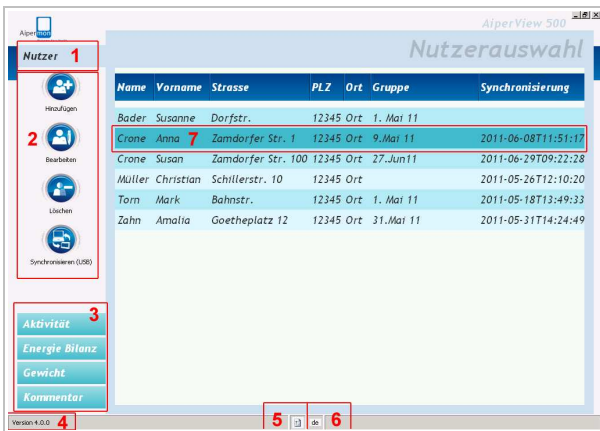 AiperView 500
Aipermon
Nutzer 1
Nutzerauswahl
Hinzufügen
2
Bearbeiten
Löschen
Synchronisieren (USB)
Name Vorname Strasse PLZ Ort Gruppe Synchronisierung
Bader Susanne Dorfstr. 12345 Ort 1. Mai 11
Crone Anna 7 Zamdorfer Str. 1 12345 Ort 9.Mai 11 2011-06-08T11:51:17
Crone Susan Zamdorfer Str. 100 12345 Ort 27.Jun11 2011-06-29T09:22:28
Müller Christian Schillerstr. 10 12345 Ort 2011-05-26T12:10:20
Torn Mark Bahnstr. 12345 Ort 1. Mai 11 2011-05-18T13:49:33
Zahn Amalia Goetheplatz 12 12345 Ort 31.Mai 11 2011-05-31T14:24:49
3
Aktivität
Energie Bilanz
Gewicht
Kommentar
Version 4.0.0 4 5 de 6